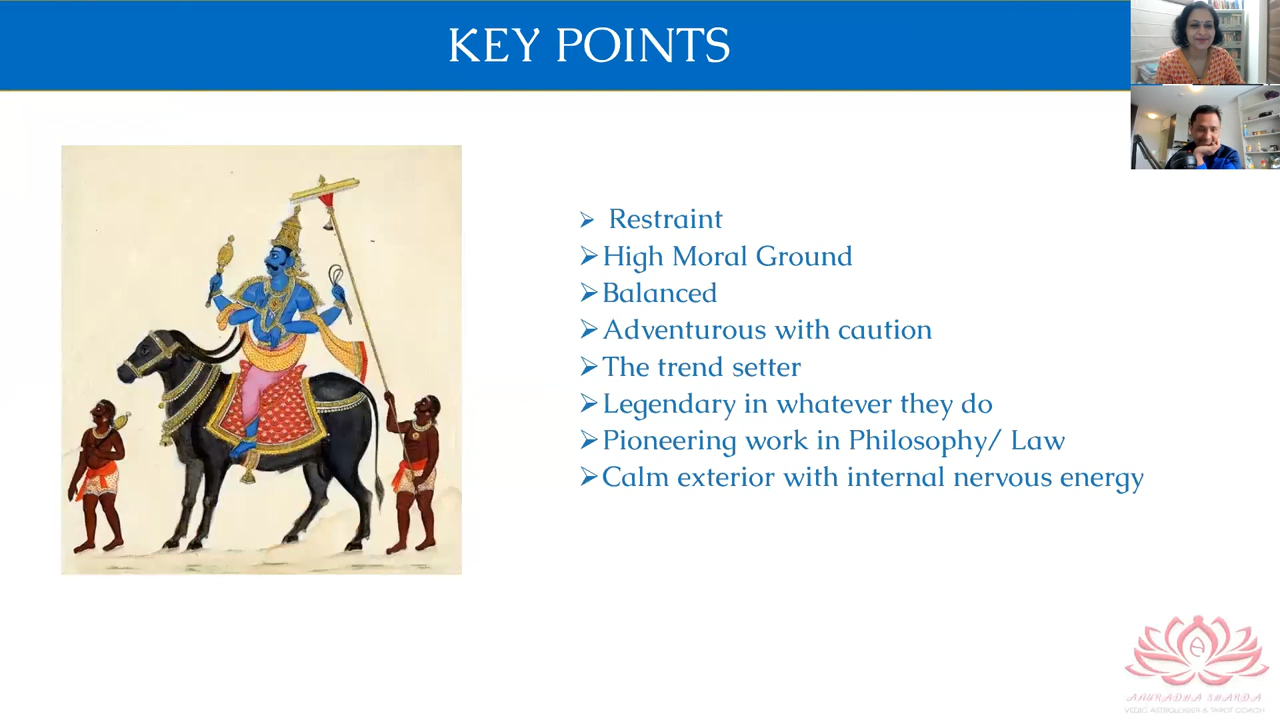 KEY POINTS
➢ Restraint
➢High Moral Ground
➢Balanced
➢Adventurous with caution
➢The trend setter
➢Legendary in whatever they do
➢Pioneering work in Philosophy/ Law
➢Calm exterior with internal nervous energy
ANURADHA SHARDA
VEDIC ASTROLOGER & TAROT COACH